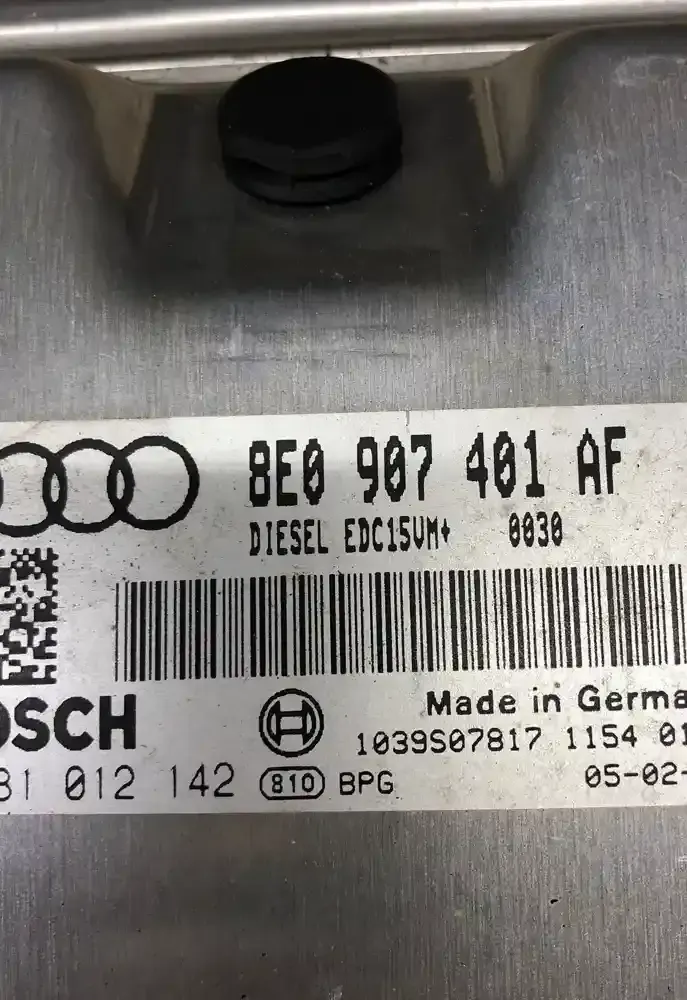 8E0 907 401 AF
DIESEL EDC15VM+ 0030
OSCH
Made in Germa
1039S07817 1154 01
81 012 142 810 BPG
05-02-